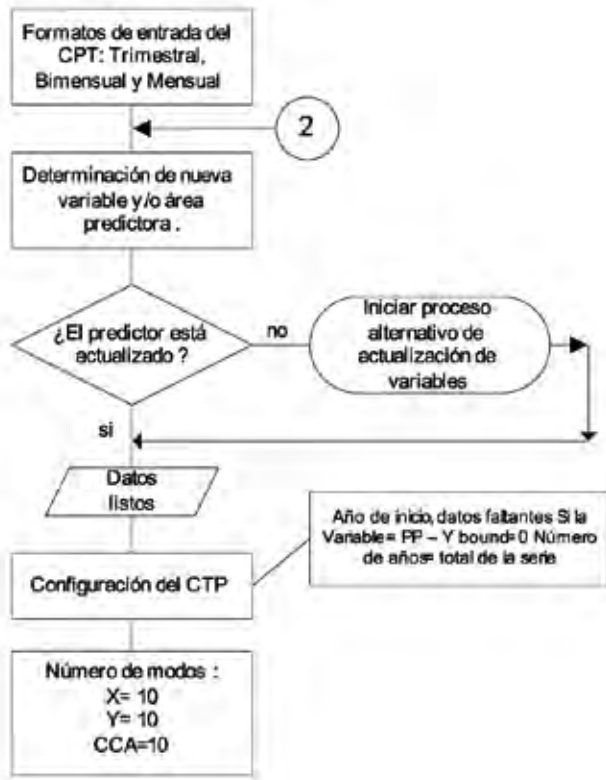 Formatos de entrada del
CPT: Trimestral,
Bimensual y Mensual
2
Determinación de nueva
variable y/o área
predictora .
¿El predictor está
actualizado ?
no
Iniciar proceso
alternativo de
actualización de
variables
si
Datos
listos
Año de inicio, datos faltantes Si la
Variable= PP – Y bound=0 Número
de años= total de la serie
Configuración del CTP
Número de modos :
X= 10
Y= 10
CCA=10